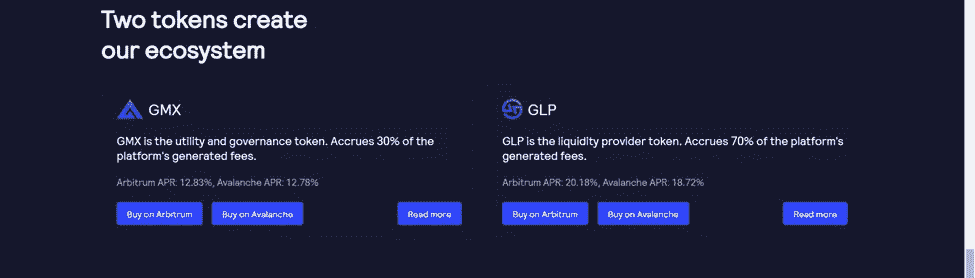 Two tokens create
our ecosystem
GMX
GMX is the utility and governance token. Accrues 30% of the
platform's generated fees.
Arbitrum APR: 12.83%, Avalanche APR: 12.78%
Buy on Arbitrum
Buy on Avalanche
Read more
GLP
GLP is the liquidity provider token. Accrues 70% of the platform's
generated fees.
Arbitrum APR: 20.18%, Avalanche APR: 18.72%
Buy on Arbitrum
Buy on Avalanche
Read more